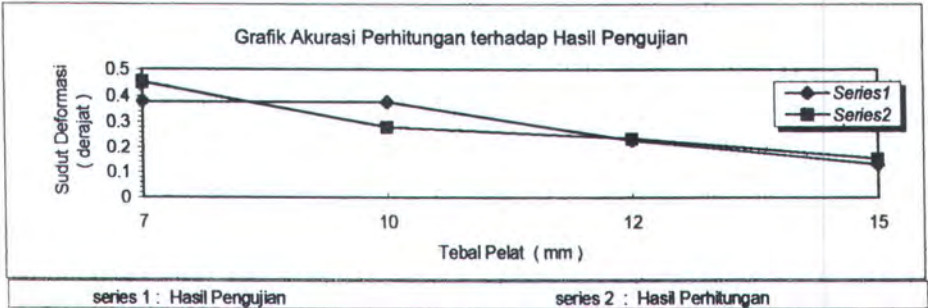 Grafik Akurasi Perhitungan terhadap Hasil Pengujian
Sudut Deformasi
( derajat )
0.5
0.4
0.3
0.2
0.1
0
Series1
Series2
7 10 12 15
Tebal Pelat ( mm )
series 1 : Hasil Pengujian series 2 : Hasil Perhitungan